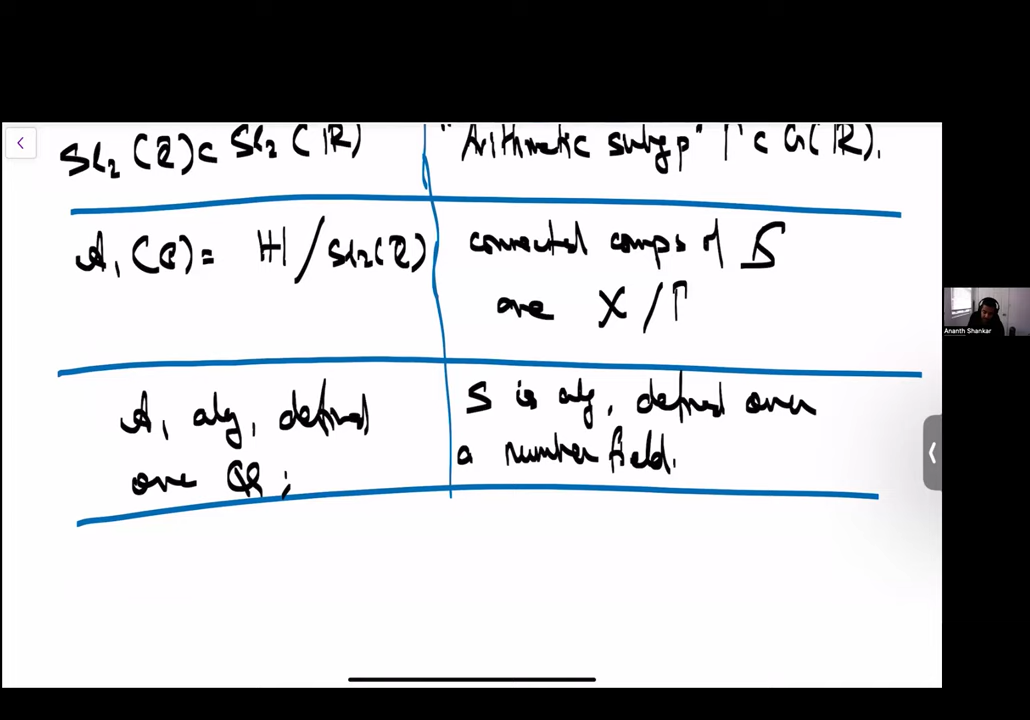 SL₂(Z) ⊂ SL₂(ℝ)
"Arithmetic subgp" Γ ⊂ G(ℝ).
A₁(C) = ℍ/SL₂(Z)
connected comps of S
are X/Γ
A₁ alg, defined
over Q;
S is alg, defined over
a number field.
Ananth Shankar